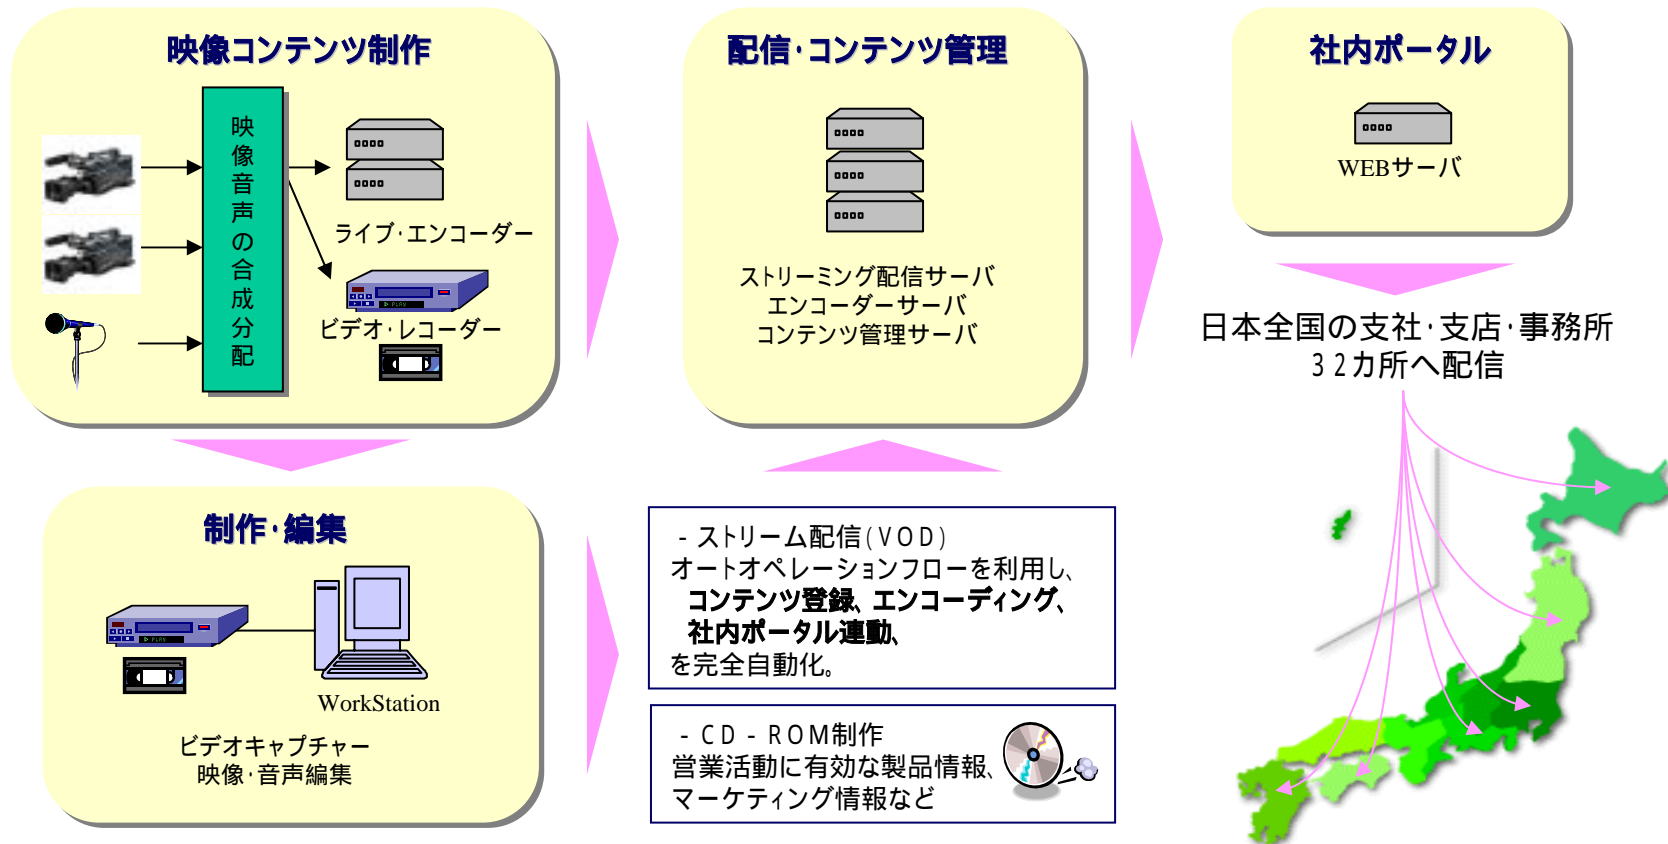 映像コンテンツ制作
映像音声の合成分配
ライブ・エンコーダー
PLAY
ビデオ・レコーダー
配信・コンテンツ管理
ストリーミング配信サーバ
エンコーダーサーバ
コンテンツ管理サーバ
社内ポータル
WEBサーバ
日本全国の支社・支店・事務所
32カ所へ配信
制作・編集
PLAY
WorkStation
ビデオキャプチャー
映像・音声編集
- ストリーム配信(VOD)
オートオペレーションフローを利用し、
コンテンツ登録、エンコーディング、
社内ポータル連動、
を完全自動化。
- CD-ROM制作
営業活動に有効な製品情報、
マーケティング情報など